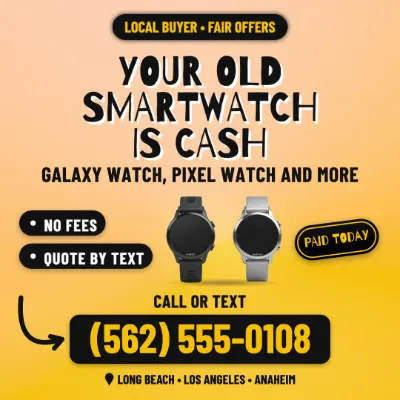 LOCAL BUYER • FAIR OFFERS
YOUR OLD
SMARTWATCH
IS CASH
GALAXY WATCH, PIXEL WATCH AND MORE
• NO FEES
• QUOTE BY TEXT
PAID TODAY
CALL OR TEXT
(562) 555-0108
LONG BEACH • LOS ANGELES • ANAHEIM